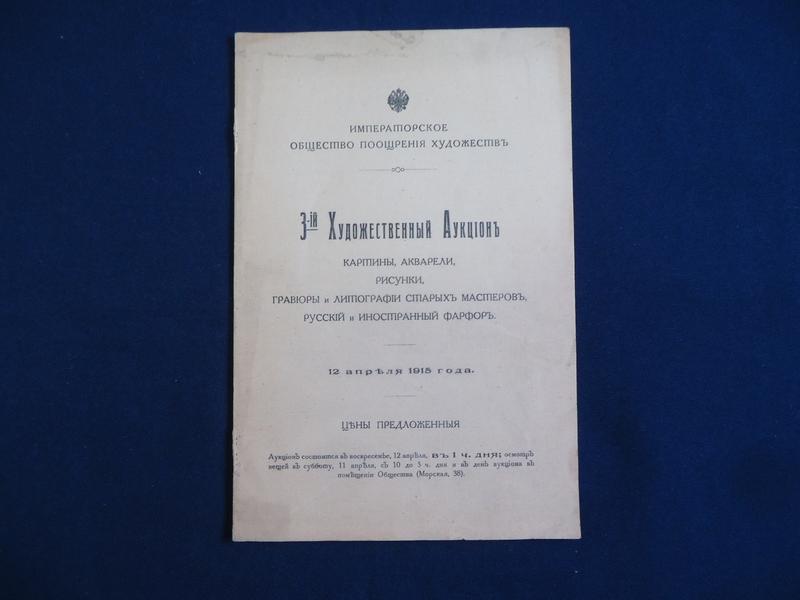 ИМПЕРАТОРСКОЕ
ОБЩЕСТВО ПООЩРЕНІЯ ХУДОЖЕСТВЪ
3-ій Художественный Аукціонъ
КАРТИНЫ, АКВАРЕЛИ,
РИСУНКИ,
ГРАВЮРЫ и ЛИТОГРАФІИ СТАРЫХЪ МАСТЕРОВЪ,
РУССКІЙ и ИНОСТРАННЫЙ ФАРФОРЪ.
12 апрѣля 1915 года.
ЦѢНЫ ПРЕДЛОЖЕННЫЯ
Аукціонъ состоится въ воскресенье, 12 апрѣля, въ 1 ч. дня; осмотръ
вещей въ субботу, 11 апрѣля, съ 10 до 5 ч. дня и въ день аукціона въ
помѣщеніи Общества (Морская, 38).